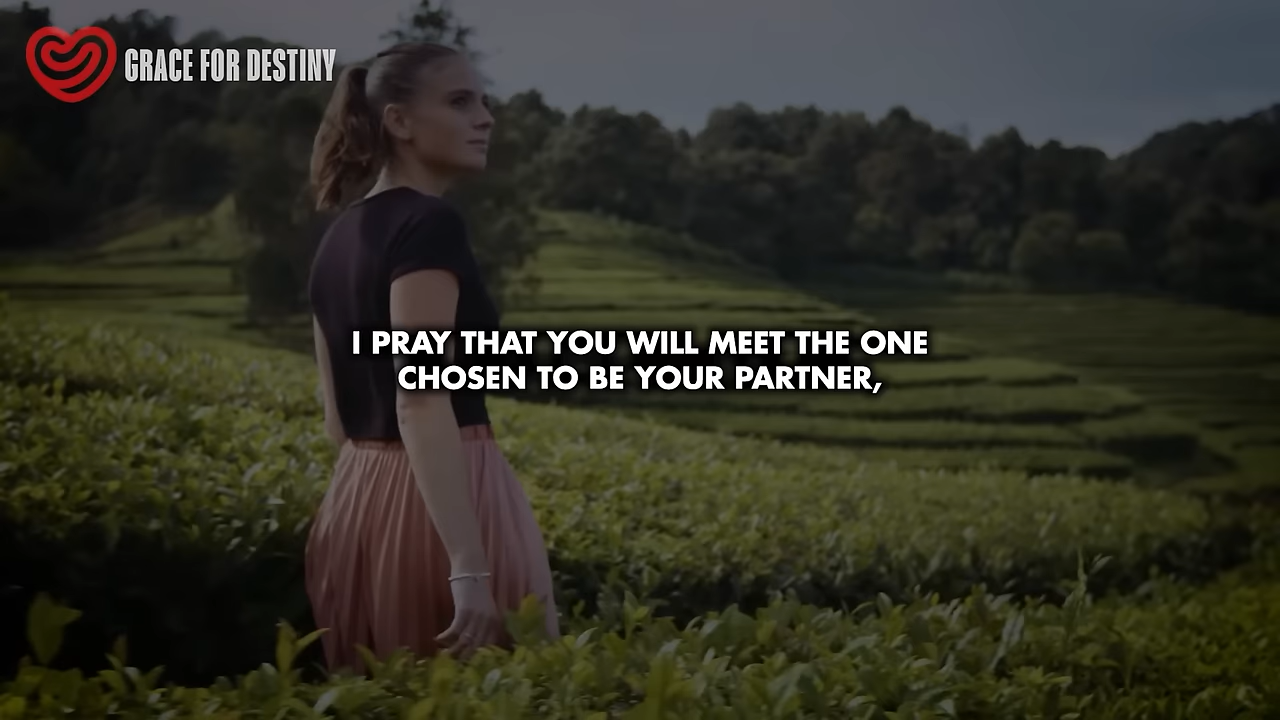 GRACE FOR DESTINY
I PRAY THAT YOU WILL MEET THE ONE
CHOSEN TO BE YOUR PARTNER,